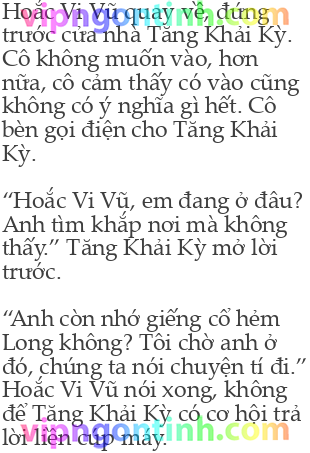 Hoắc Vi Vũ quay về, đứng
trước cửa nhà Tăng Khải Kỳ.
Cô không muốn vào, hơn
nữa, cô cảm thấy có vào cũng
không có ý nghĩa gì hết. Cô
bèn gọi điện cho Tăng Khải
Kỳ.
“Hoắc Vi Vũ, em đang ở đâu?
Anh tìm khắp nơi mà không
thấy.” Tăng Khải Kỳ mở lời
trước.
“Anh còn nhớ giếng cổ hẻm
Long không? Tôi chờ anh ở
đó, chúng ta nói chuyện tí đi.”
Hoắc Vi Vũ nói xong, không
để Tăng Khải Kỳ có cơ hội trả
lời liền cúp máy.
vipngontinh.com
vipngontinh.com